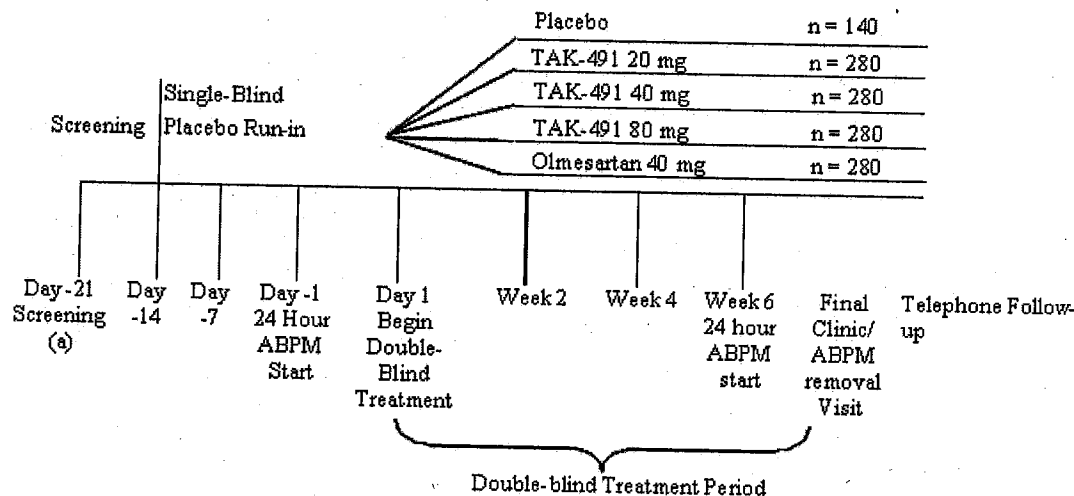 Placebo n = 140
TAK-491 20 mg n = 280
TAK-491 40 mg n = 280
TAK-491 80 mg n = 280
Olmesartan 40 mg n = 280
Single-Blind
Screening Placebo Run-in
Day -21
Screening
(a)
Day
-14
Day
-7
Day -1
24 Hour
ABPM
Start
Day 1
Begin
Double-
Blind
Treatment
Week 2
Week 4
Week 6
24 hour
ABPM
start
Final
Clinic/
ABPM
removal
Visit
Telephone Follow-
up
Double-blind Treatment Period